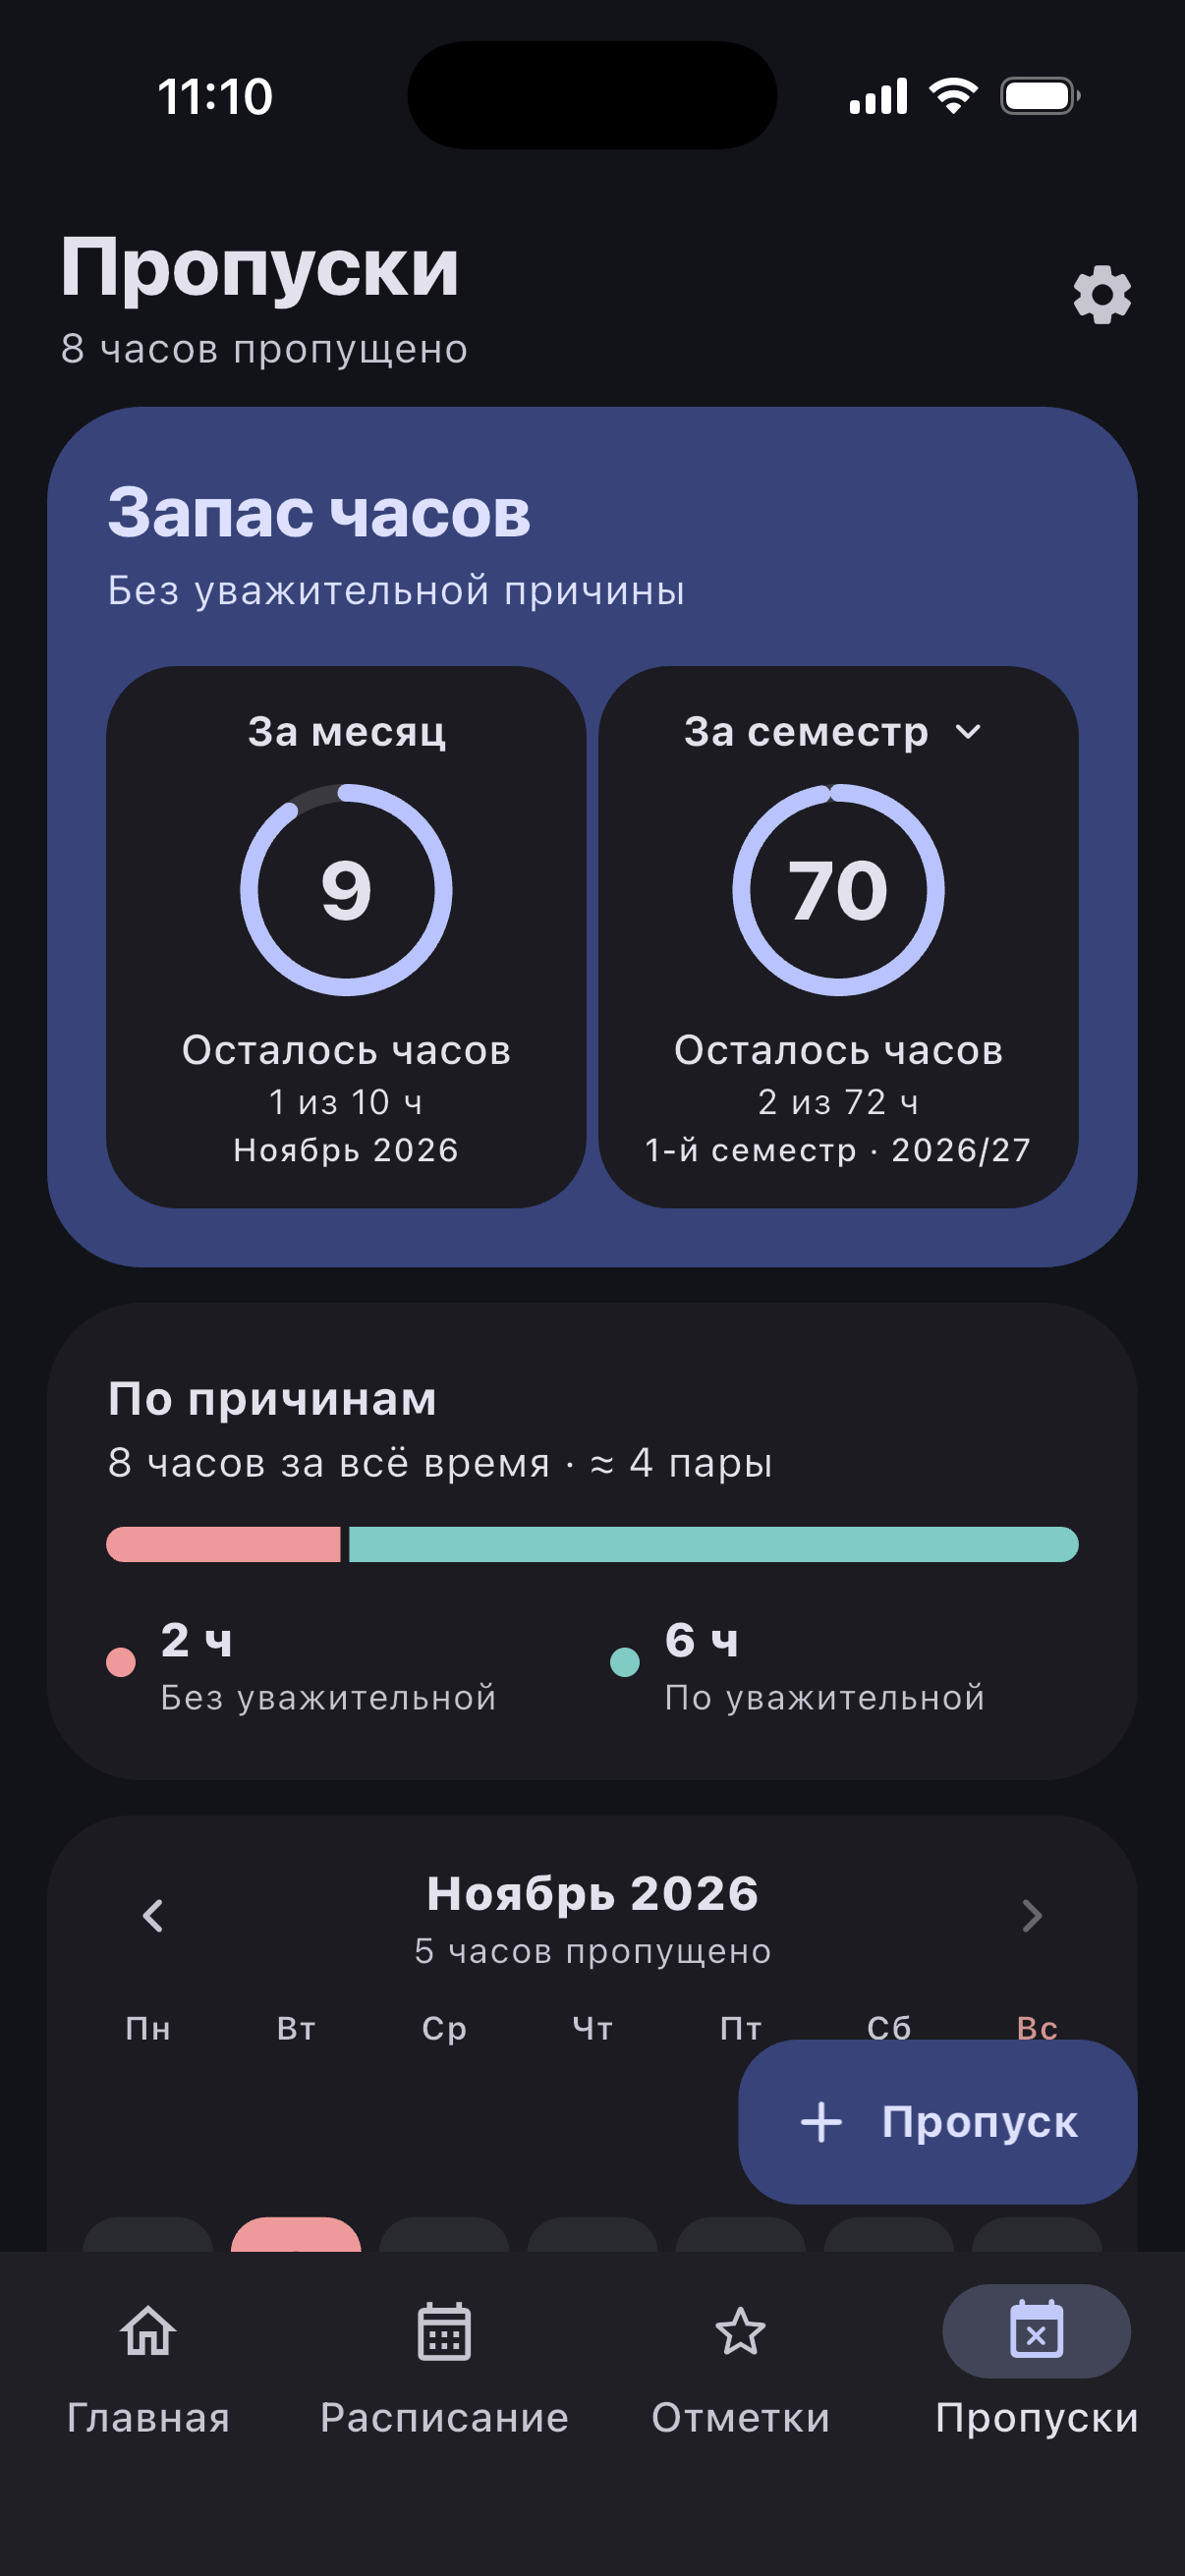 11:10
Пропуски
8 часов пропущено
Запас часов
Без уважительной причины
За месяц
9
Осталось часов
1 из 10 ч
Ноябрь 2026
За семестр
70
Осталось часов
2 из 72 ч
1-й семестр · 2026/27
По причинам
8 часов за всё время · ≈ 4 пары
2 ч
Без уважительной
6 ч
По уважительной
Ноябрь 2026
5 часов пропущено
Пн Вт Ср Чт Пт Сб Вс
Пропуск
Главная Расписание Отметки Пропуски